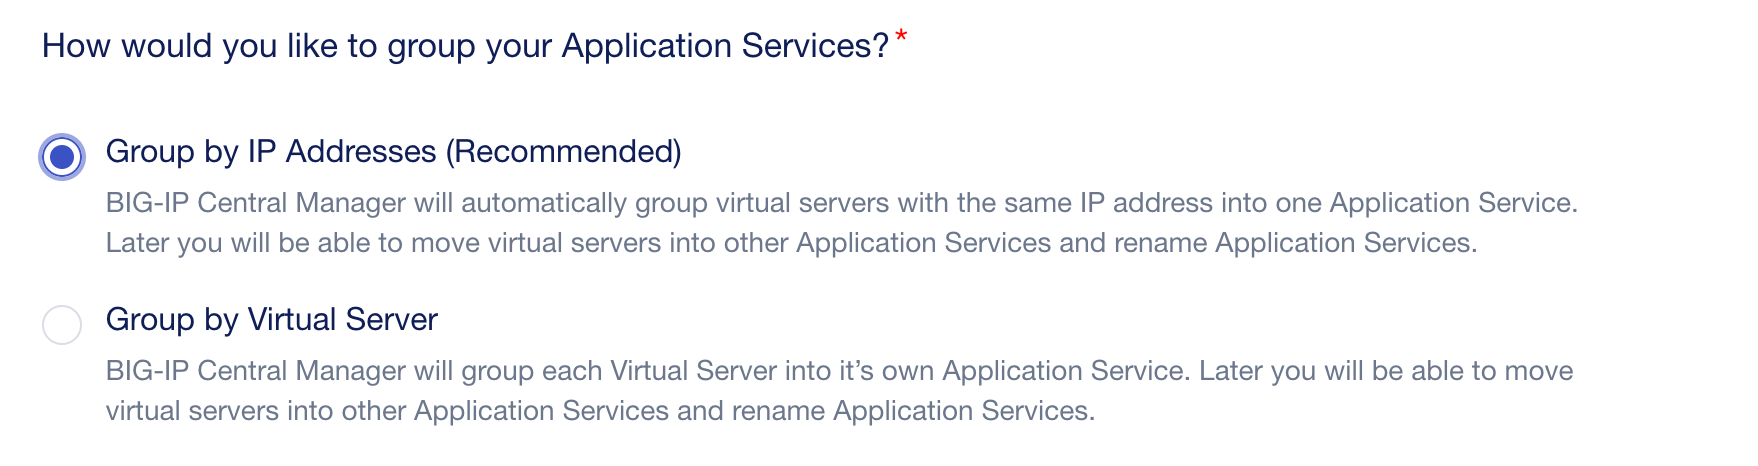 How would you like to group your Application Services?*
Group by IP Addresses (Recommended)
BIG-IP Central Manager will automatically group virtual servers with the same IP address into one Application Service.
Later you will be able to move virtual servers into other Application Services and rename Application Services.
Group by Virtual Server
BIG-IP Central Manager will group each Virtual Server into it’s own Application Service. Later you will be able to move
virtual servers into other Application Services and rename Application Services.